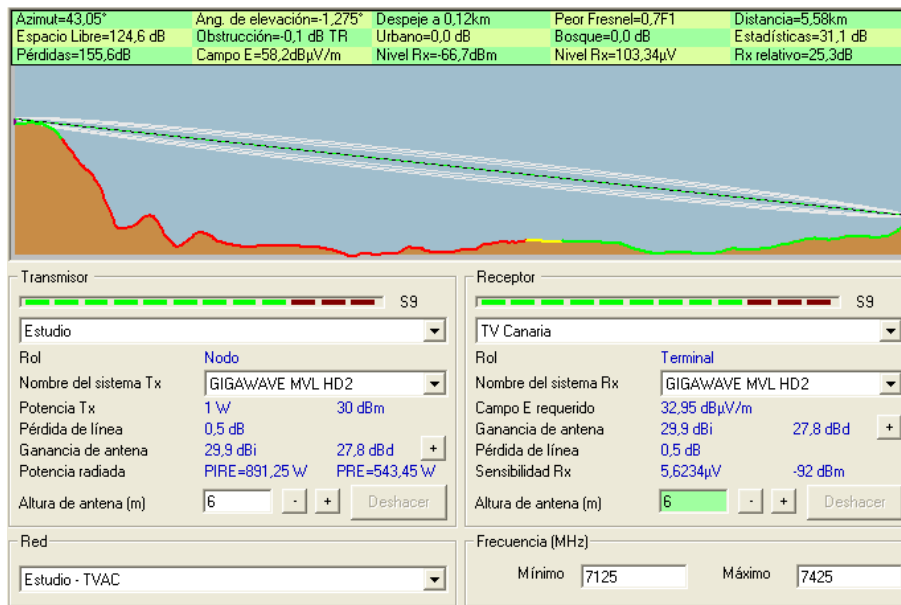 Azimut=43,05° Ang. de elevación=-1,275° Despeje a 0,12km Peor Fresnel=0,7F1 Distancia=5,58km
Espacio Libre=124,6 dB Obstrucción=-0,1 dB TR Urbano=0,0 dB Bosque=0,0 dB Estadísticas=31,1 dB
Pérdidas=155,6dB Campo E=58,2dBµV/m Nivel Rx=-66,7dBm Nivel Rx=103,34µV Rx relativo=25,3dB
Transmisor
S9
Estudio
Rol Nodo
Nombre del sistema Tx GIGAWAVE MVL HD2
Potencia Tx 1 W 30 dBm
Pérdida de línea 0,5 dB
Ganancia de antena 29,9 dBi 27,8 dBd +
Potencia radiada PIRE=891,25 W PRE=543,45 W
Altura de antena (m) 6 - + Deshacer
Red
Estudio - TVAC
Receptor
S9
TV Canaria
Rol Terminal
Nombre del sistema Rx GIGAWAVE MVL HD2
Campo E requerido 32,95 dBµV/m
Ganancia de antena 29,9 dBi 27,8 dBd +
Pérdida de línea 0,5 dB
Sensibilidad Rx 5,6234µV -92 dBm
Altura de antena (m) 6 - + Deshacer
Frecuencia (MHz)
Mínimo 7125 Máximo 7425